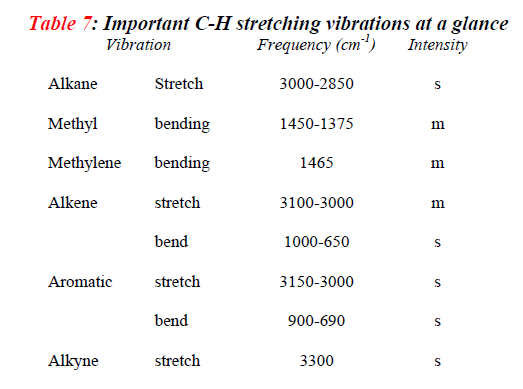 Table 7: Important C-H stretching vibrations at a glance
Vibration Frequency (cm-1) Intensity
Alkane Stretch 3000-2850 s
Methyl bending 1450-1375 m
Methylene bending 1465 m
Alkene stretch 3100-3000 m
bend 1000-650 s
Aromatic stretch 3150-3000 s
bend 900-690 s
Alkyne stretch 3300 s